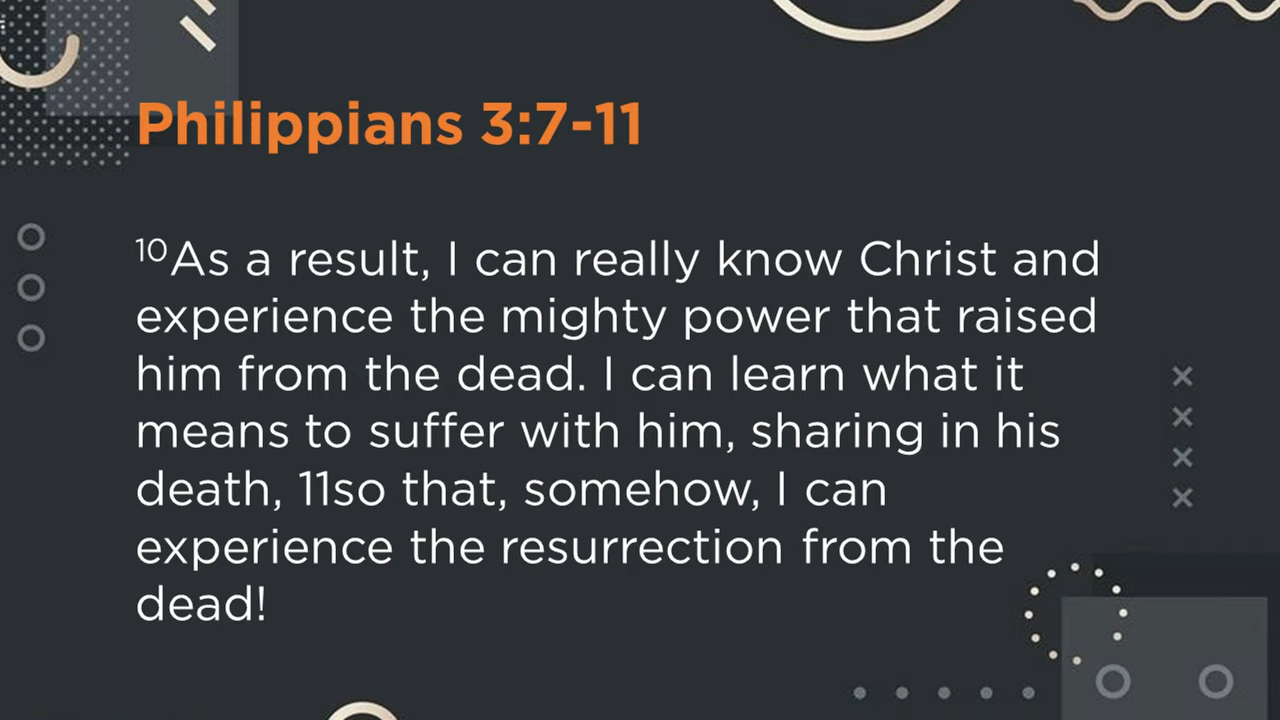 Philippians 3:7-11
¹⁰As a result, I can really know Christ and
experience the mighty power that raised
him from the dead. I can learn what it
means to suffer with him, sharing in his
death, 11so that, somehow, I can
experience the resurrection from the
dead!